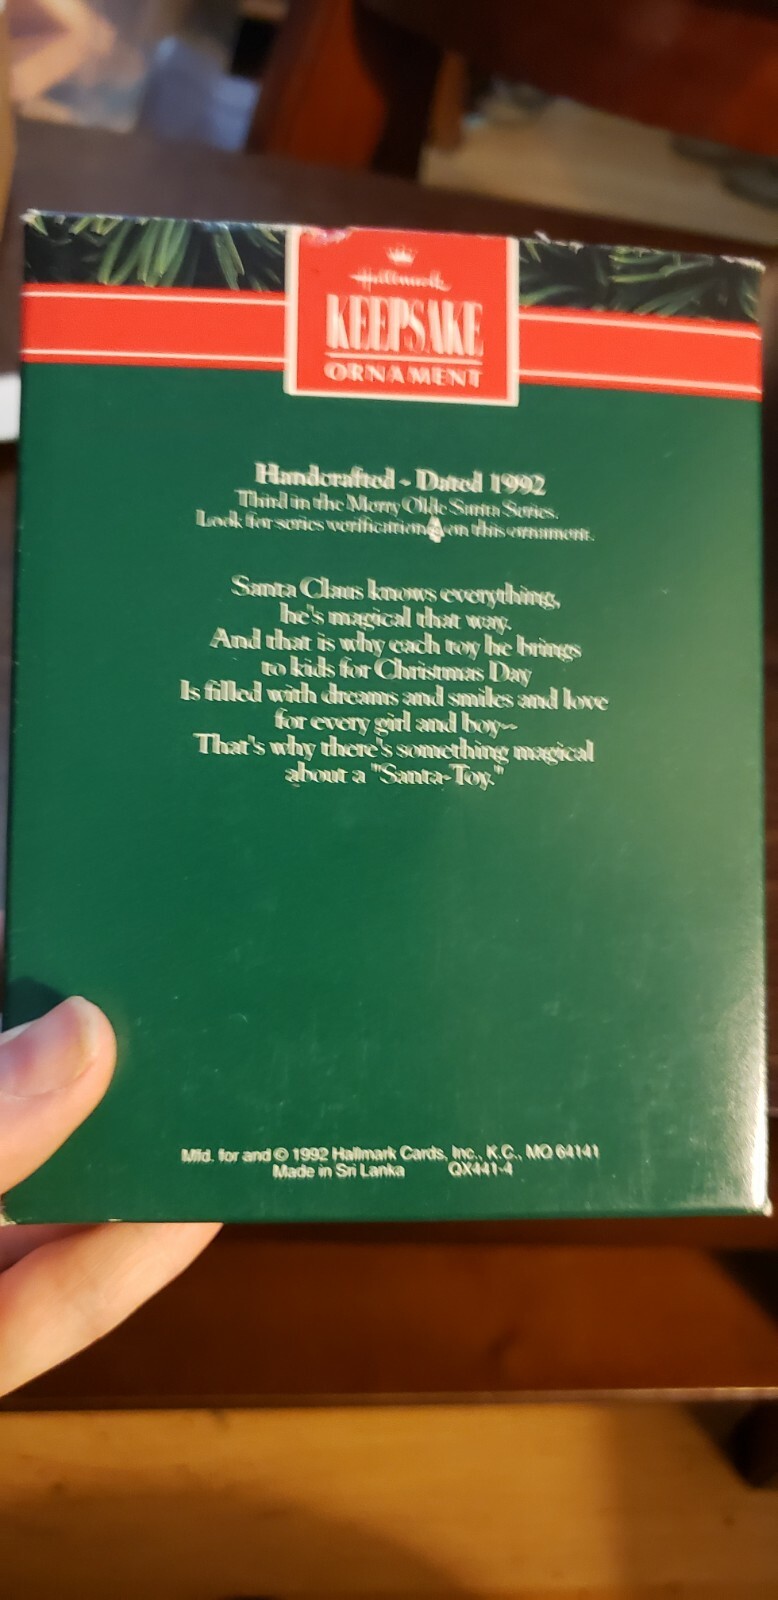 Hallmark
KEEPSAKE
ORNAMENT
Handcrafted - Dated 1992
Third in the Merry Olde Santa Series.
Look for series verification on this ornament.
Santa Claus knows everything,
he's magical that way.
And that is why each toy he brings
to kids for Christmas Day
Is filled with dreams and smiles and love
for every girl and boy--
That's why there's something magical
about a "Santa-Toy."
Mfd. for and © 1992 Hallmark Cards, Inc., K.C., MO 64141
Made in Sri Lanka QX441-4